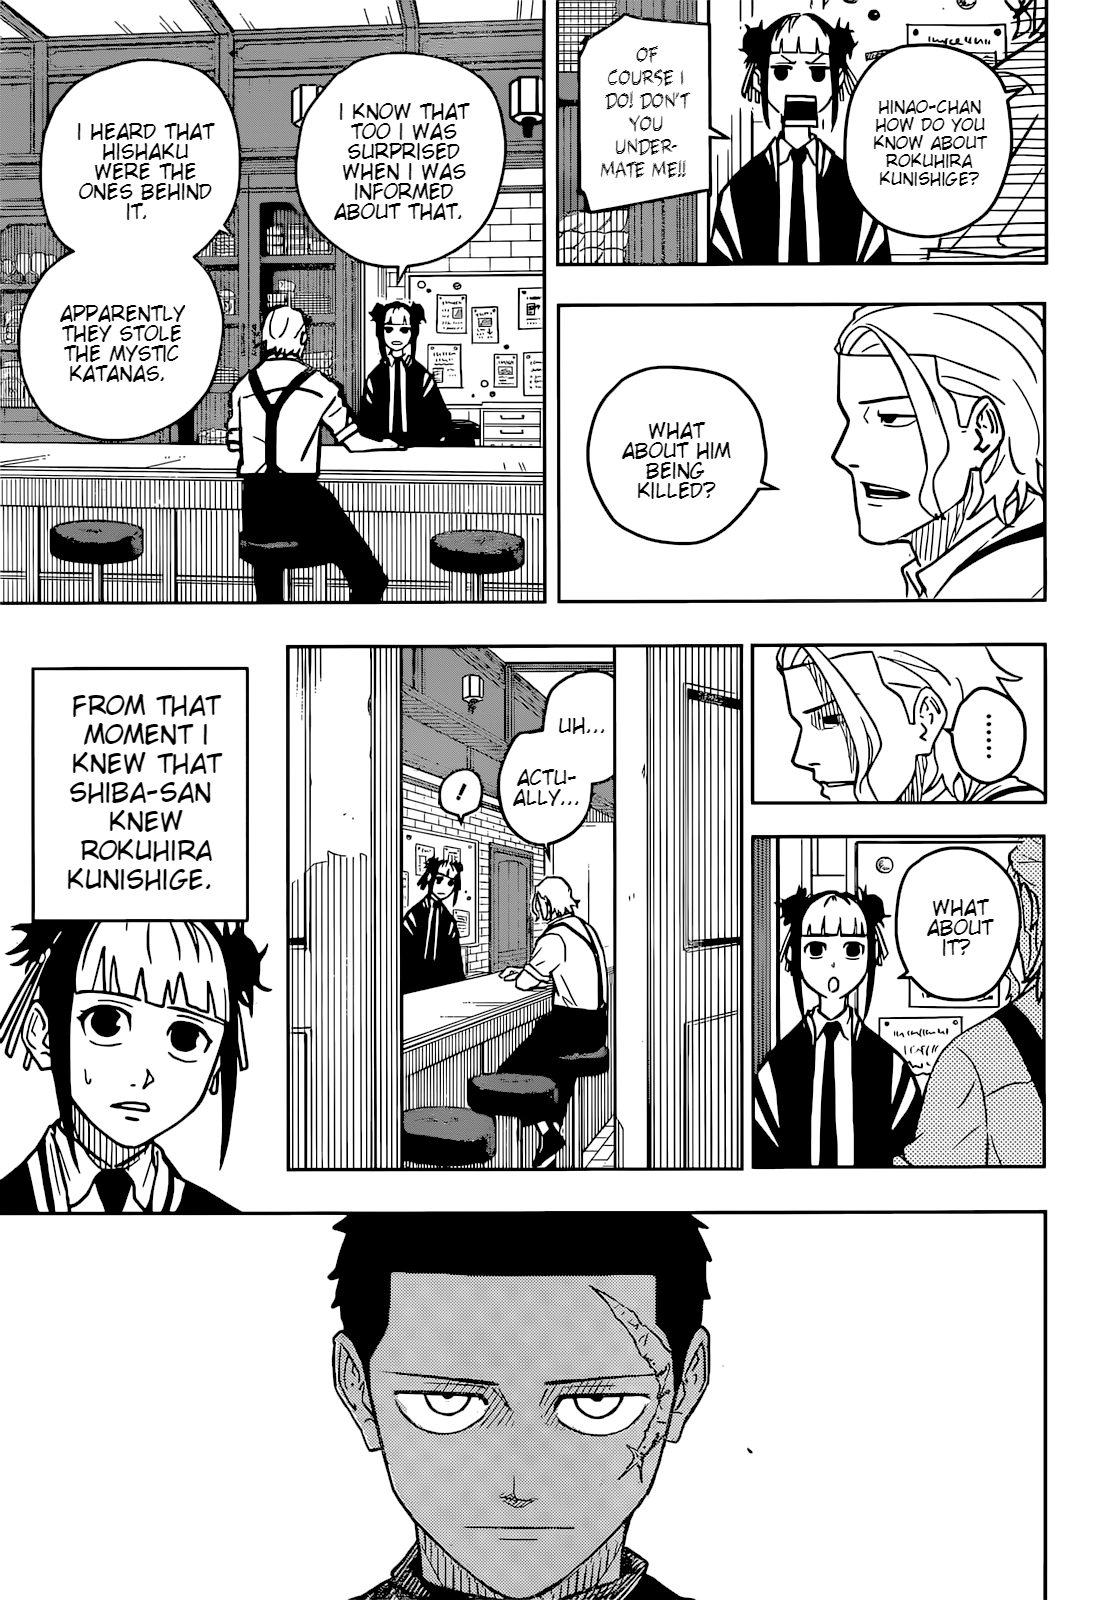 HINAO-CHAN
HOW DO YOU
KNOW ABOUT
ROKUHIRA
KUNISHIGE?
OF
COURSE I
DO! DON'T
YOU
UNDER-
MATE ME!!
WHAT
ABOUT HIM
BEING
KILLED?
I KNOW THAT
TOO I WAS
SURPRISED
WHEN I WAS
INFORMED
ABOUT THAT.
I HEARD THAT
HISHAKU
WERE THE
ONES BEHIND
IT.
APPARENTLY
THEY STOLE
THE MYSTIC
KATANAS.
......
WHAT
ABOUT
IT?
UH...
ACTU-
ALLY...
!
FROM THAT
MOMENT I
KNEW THAT
SHIBA-SAN
KNEW
ROKUHIRA
KUNISHIGE.